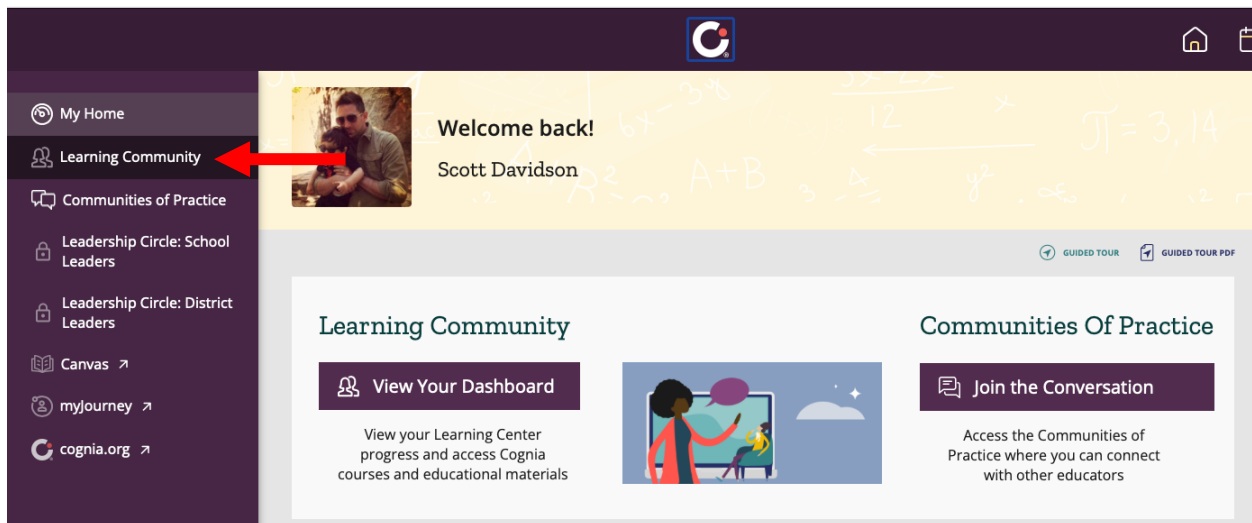 My Home
Learning Community
Communities of Practice
Leadership Circle: School
Leaders
Leadership Circle: District
Leaders
Canvas
myJourney
cognia.org
Welcome back!
Scott Davidson
GUIDED TOUR
GUIDED TOUR PDF
Learning Community
View Your Dashboard
View your Learning Center
progress and access Cognia
courses and educational materials
Communities Of Practice
Join the Conversation
Access the Communities of
Practice where you can connect
with other educators